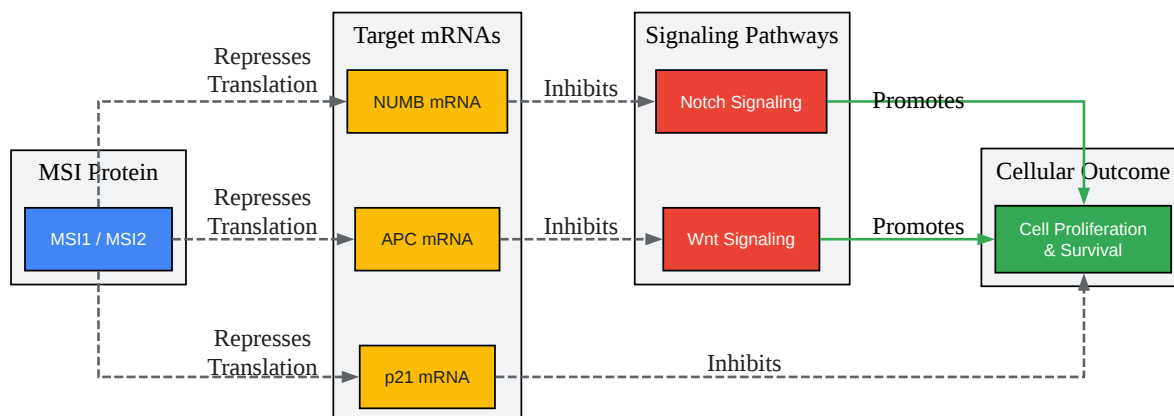 Target mRNAs
Signaling Pathways
Represses
Translation
NUMB mRNA
Inhibits
Notch Signaling
Promotes
MSI Protein
Cellular Outcome
MSI1 / MSI2
Represses
Translation
APC mRNA
Inhibits
Wnt Signaling
Promotes
Cell Proliferation
& Survival
Represses
Translation
p21 mRNA
Inhibits